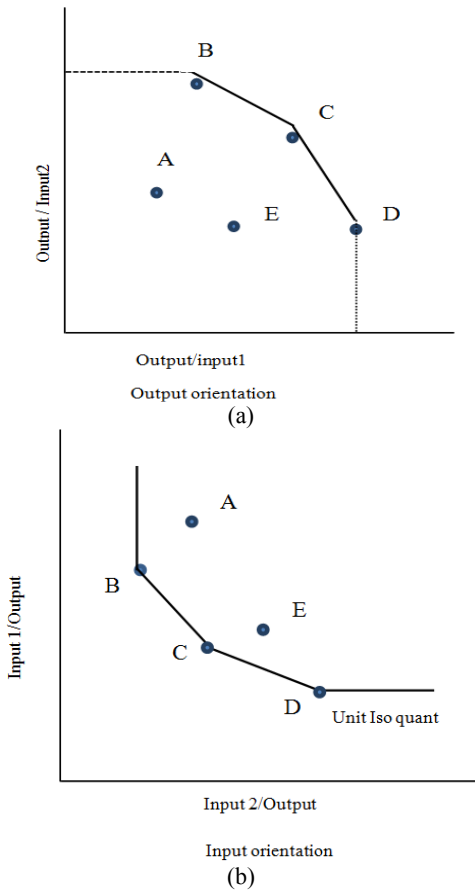 B
C
A
E
D
Output / Input2
Output/input1
Output orientation
(a)
A
B
E
C
D
Unit Iso quant
Input 1/Output
Input 2/Output
Input orientation
(b)